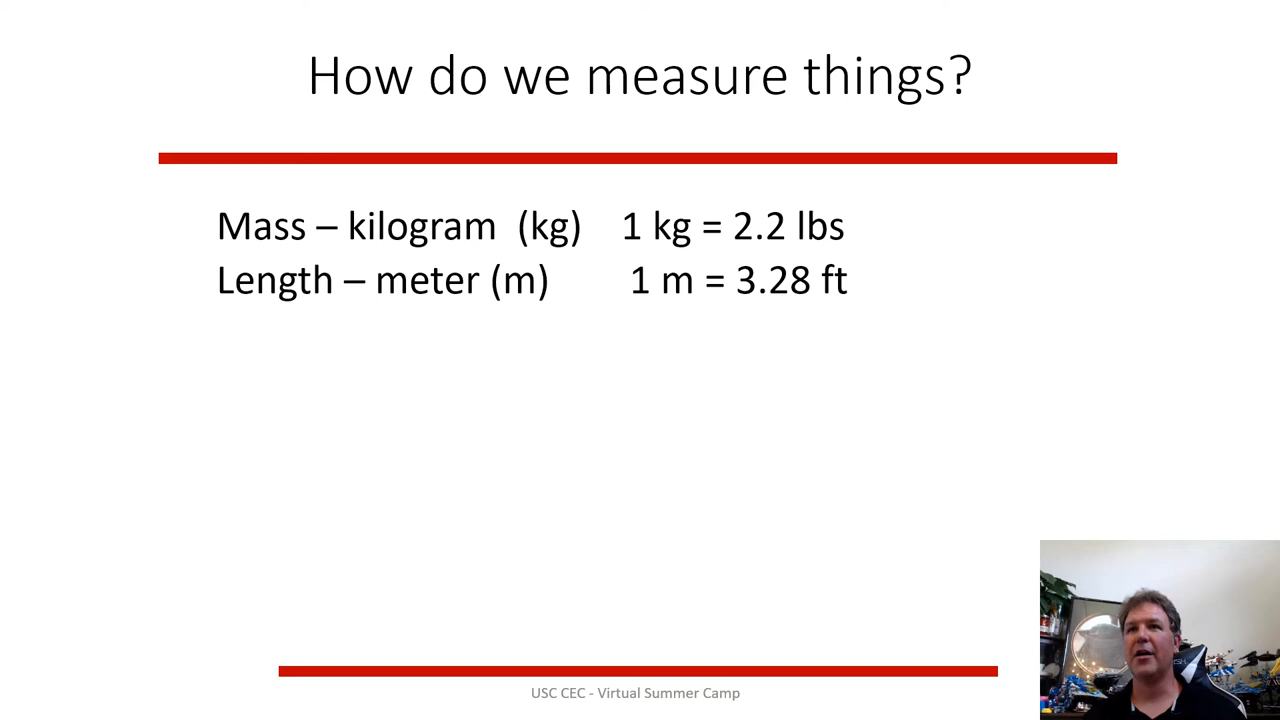 How do we measure things?
Mass – kilogram (kg) 1 kg = 2.2 lbs
Length – meter (m) 1 m = 3.28 ft
USC CEC - Virtual Summer Camp